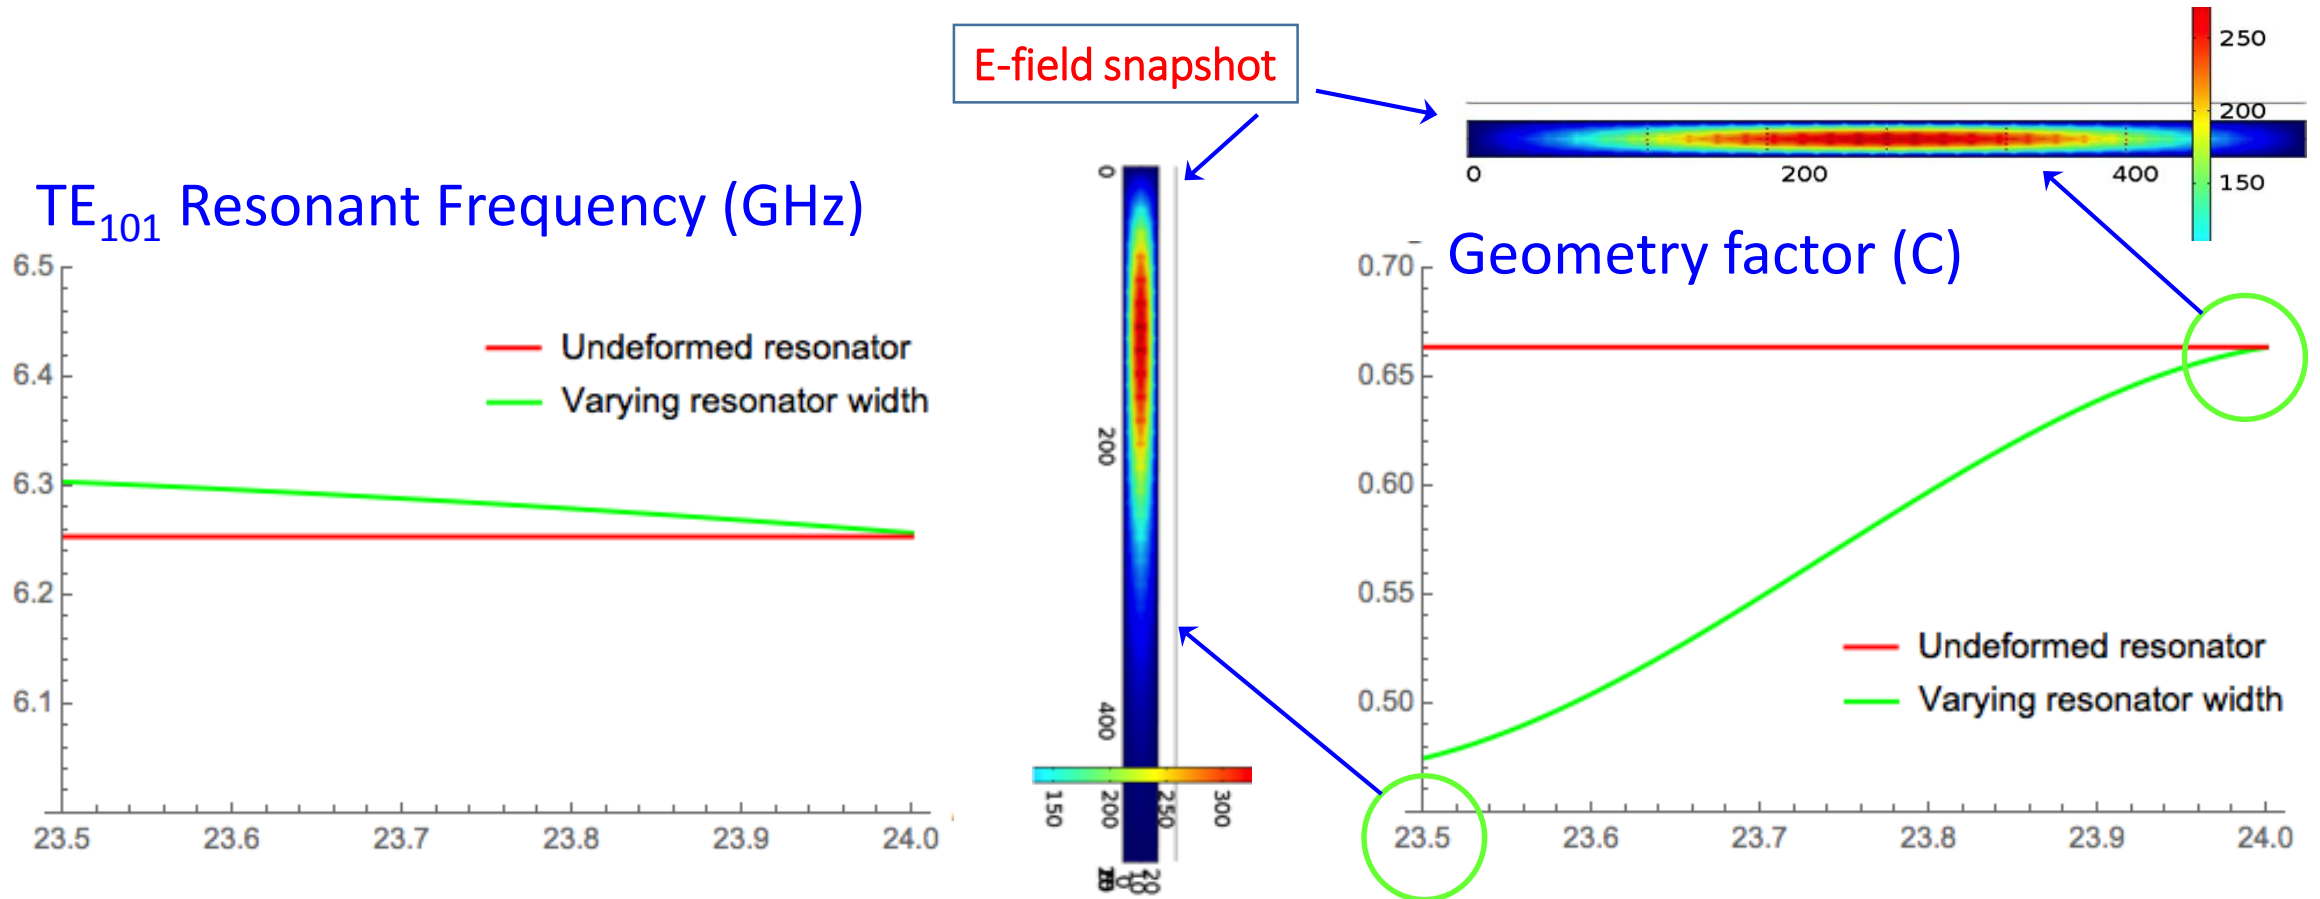 E-field snapshot
250
200
150
0 200 400
TE101 Resonant Frequency (GHz)
6.5
6.4
6.3
6.2
6.1
23.5 23.6 23.7 23.8 23.9 24.0
Undeformed resonator
Varying resonator width
0
200
400
150 200 250 300
0 10 20
Geometry factor (C)
0.70
0.65
0.60
0.55
0.50
23.5 23.6 23.7 23.8 23.9 24.0
Undeformed resonator
Varying resonator width